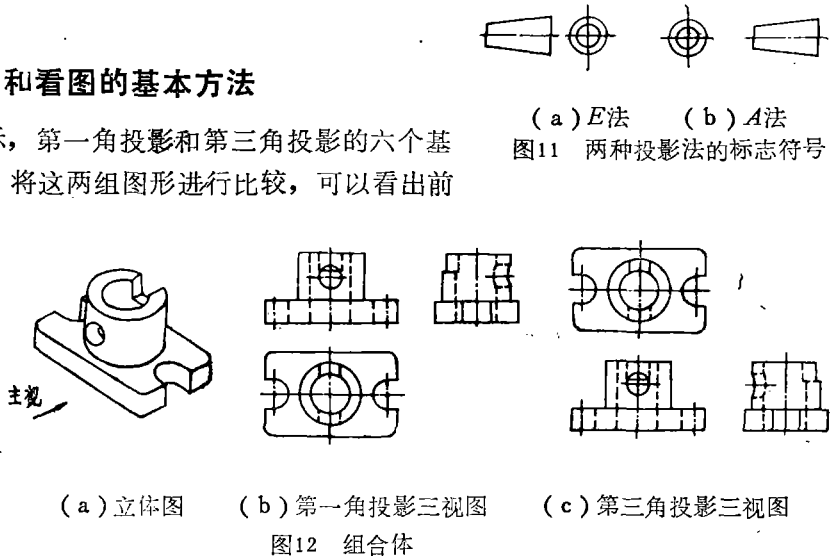 和看图的基本方法
示，第一角投影和第三角投影的六个基
将这两组图形进行比较，可以看出前
（a）E法 （b）A法
图11 两种投影法的标志符号
主视
（a）立体图 （b）第一角投影三视图 （c）第三角投影三视图
图12 组合体